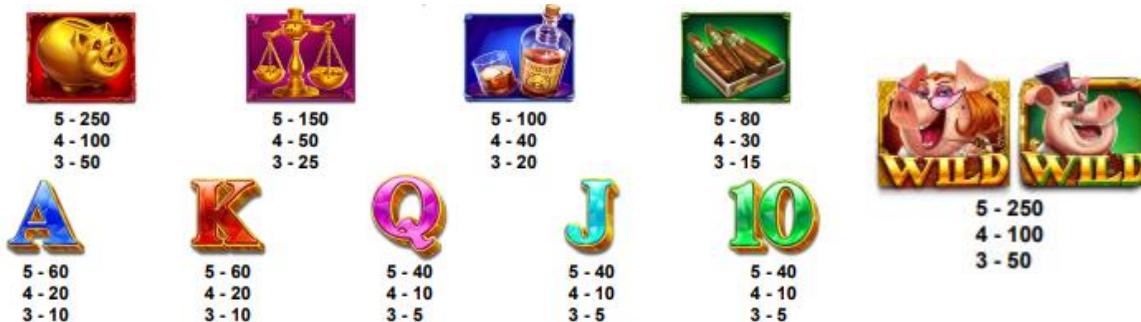 5 - 250
4 - 100
3 - 50
5 - 150
4 - 50
3 - 25
5 - 100
4 - 40
3 - 20
5 - 80
4 - 30
3 - 15
WILD
WILD
5 - 250
4 - 100
3 - 50
A
5 - 60
4 - 20
3 - 10
K
5 - 60
4 - 20
3 - 10
Q
5 - 40
4 - 10
3 - 5
J
5 - 40
4 - 10
3 - 5
10
5 - 40
4 - 10
3 - 5